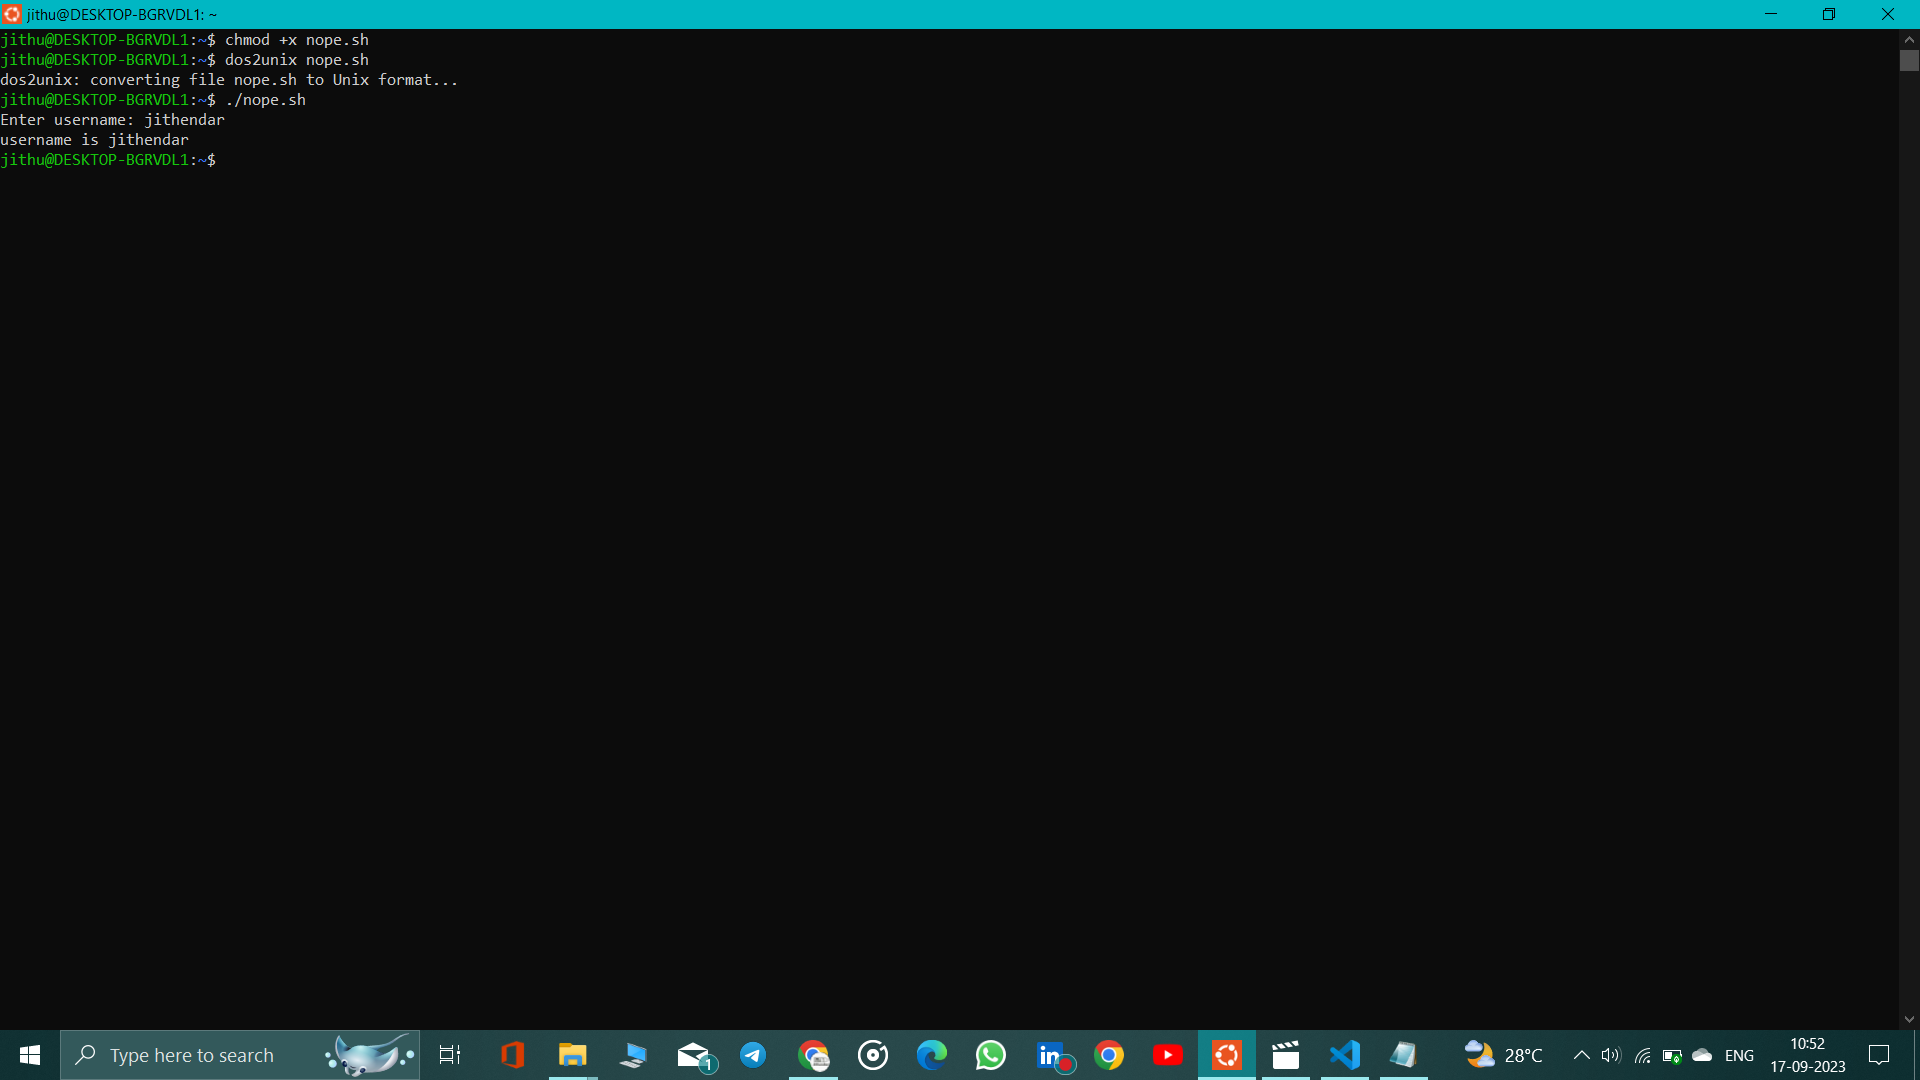 jithu@DESKTOP-BGRVDL1: ~
jithu@DESKTOP-BGRVDL1:~$ chmod +x nope.sh
jithu@DESKTOP-BGRVDL1:~$ dos2unix nope.sh
dos2unix: converting file nope.sh to Unix format...
jithu@DESKTOP-BGRVDL1:~$ ./nope.sh
Enter username: jithendar
username is jithendar
jithu@DESKTOP-BGRVDL1:~$
Type here to search
1
in
28°C
ENG
10:52
17-09-2023